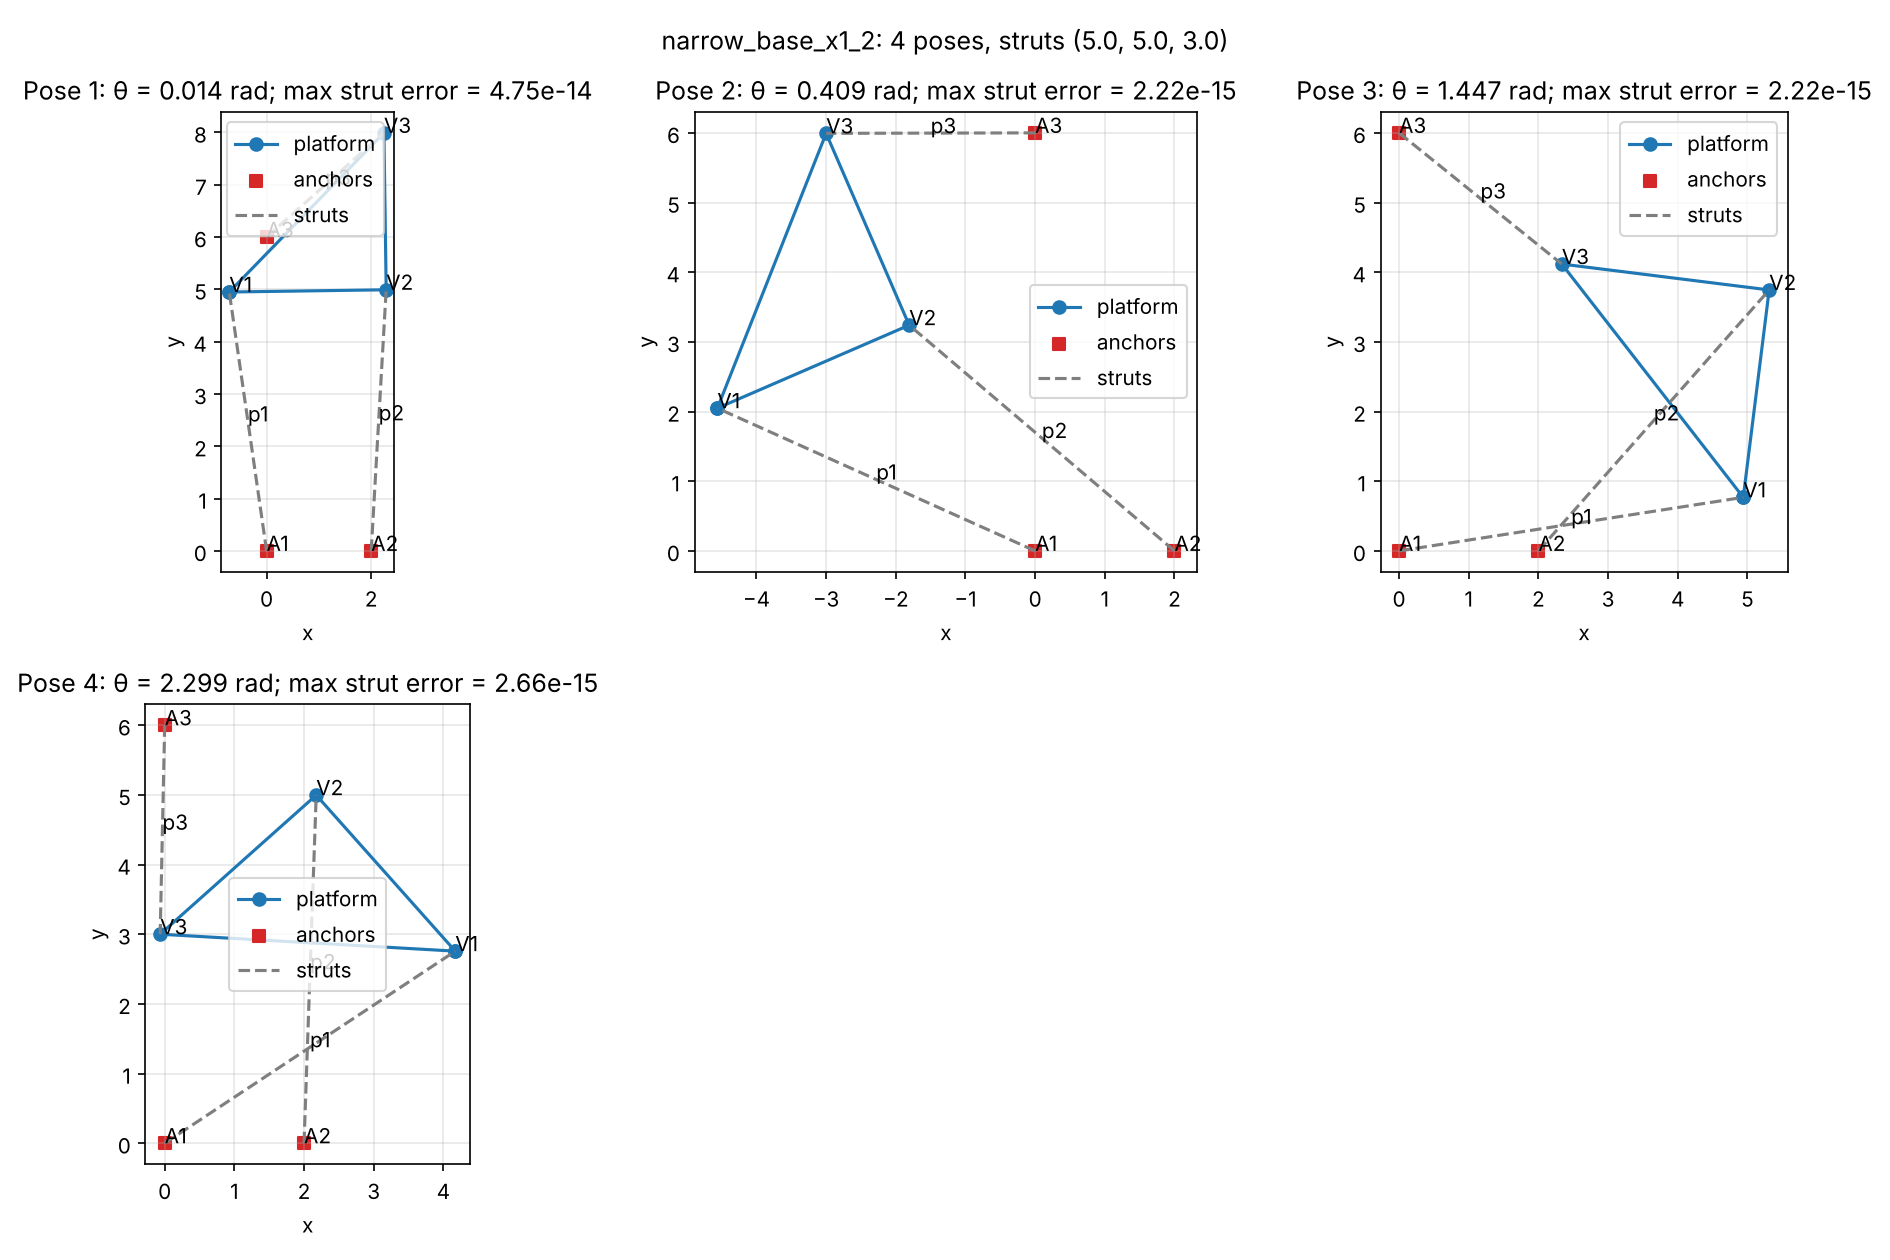 narrow_base_x1_2: 4 poses, struts (5.0, 5.0, 3.0)
Pose 1: θ = 0.014 rad; max strut error = 4.75e-14
8
7
6
5
4
3
2
1
0
0 2
y
x
V3
A3
V1
V2
p1
p2
A1
A2
platform
anchors
struts
Pose 2: θ = 0.409 rad; max strut error = 2.22e-15
6
5
4
3
2
1
0
−4 −3 −2 −1 0 1 2
y
x
V3
p3
A3
V2
V1
p2
p1
A1
A2
platform
anchors
struts
Pose 3: θ = 1.447 rad; max strut error = 2.22e-15
6
5
4
3
2
1
0
0 1 2 3 4 5
y
x
A3
p3
V3
V2
p2
V1
p1
A1
A2
platform
anchors
struts
Pose 4: θ = 2.299 rad; max strut error = 2.66e-15
6
5
4
3
2
1
0
0 1 2 3 4
y
x
A3
V2
p3
V3
V1
p2
p1
A1
A2
platform
anchors
struts